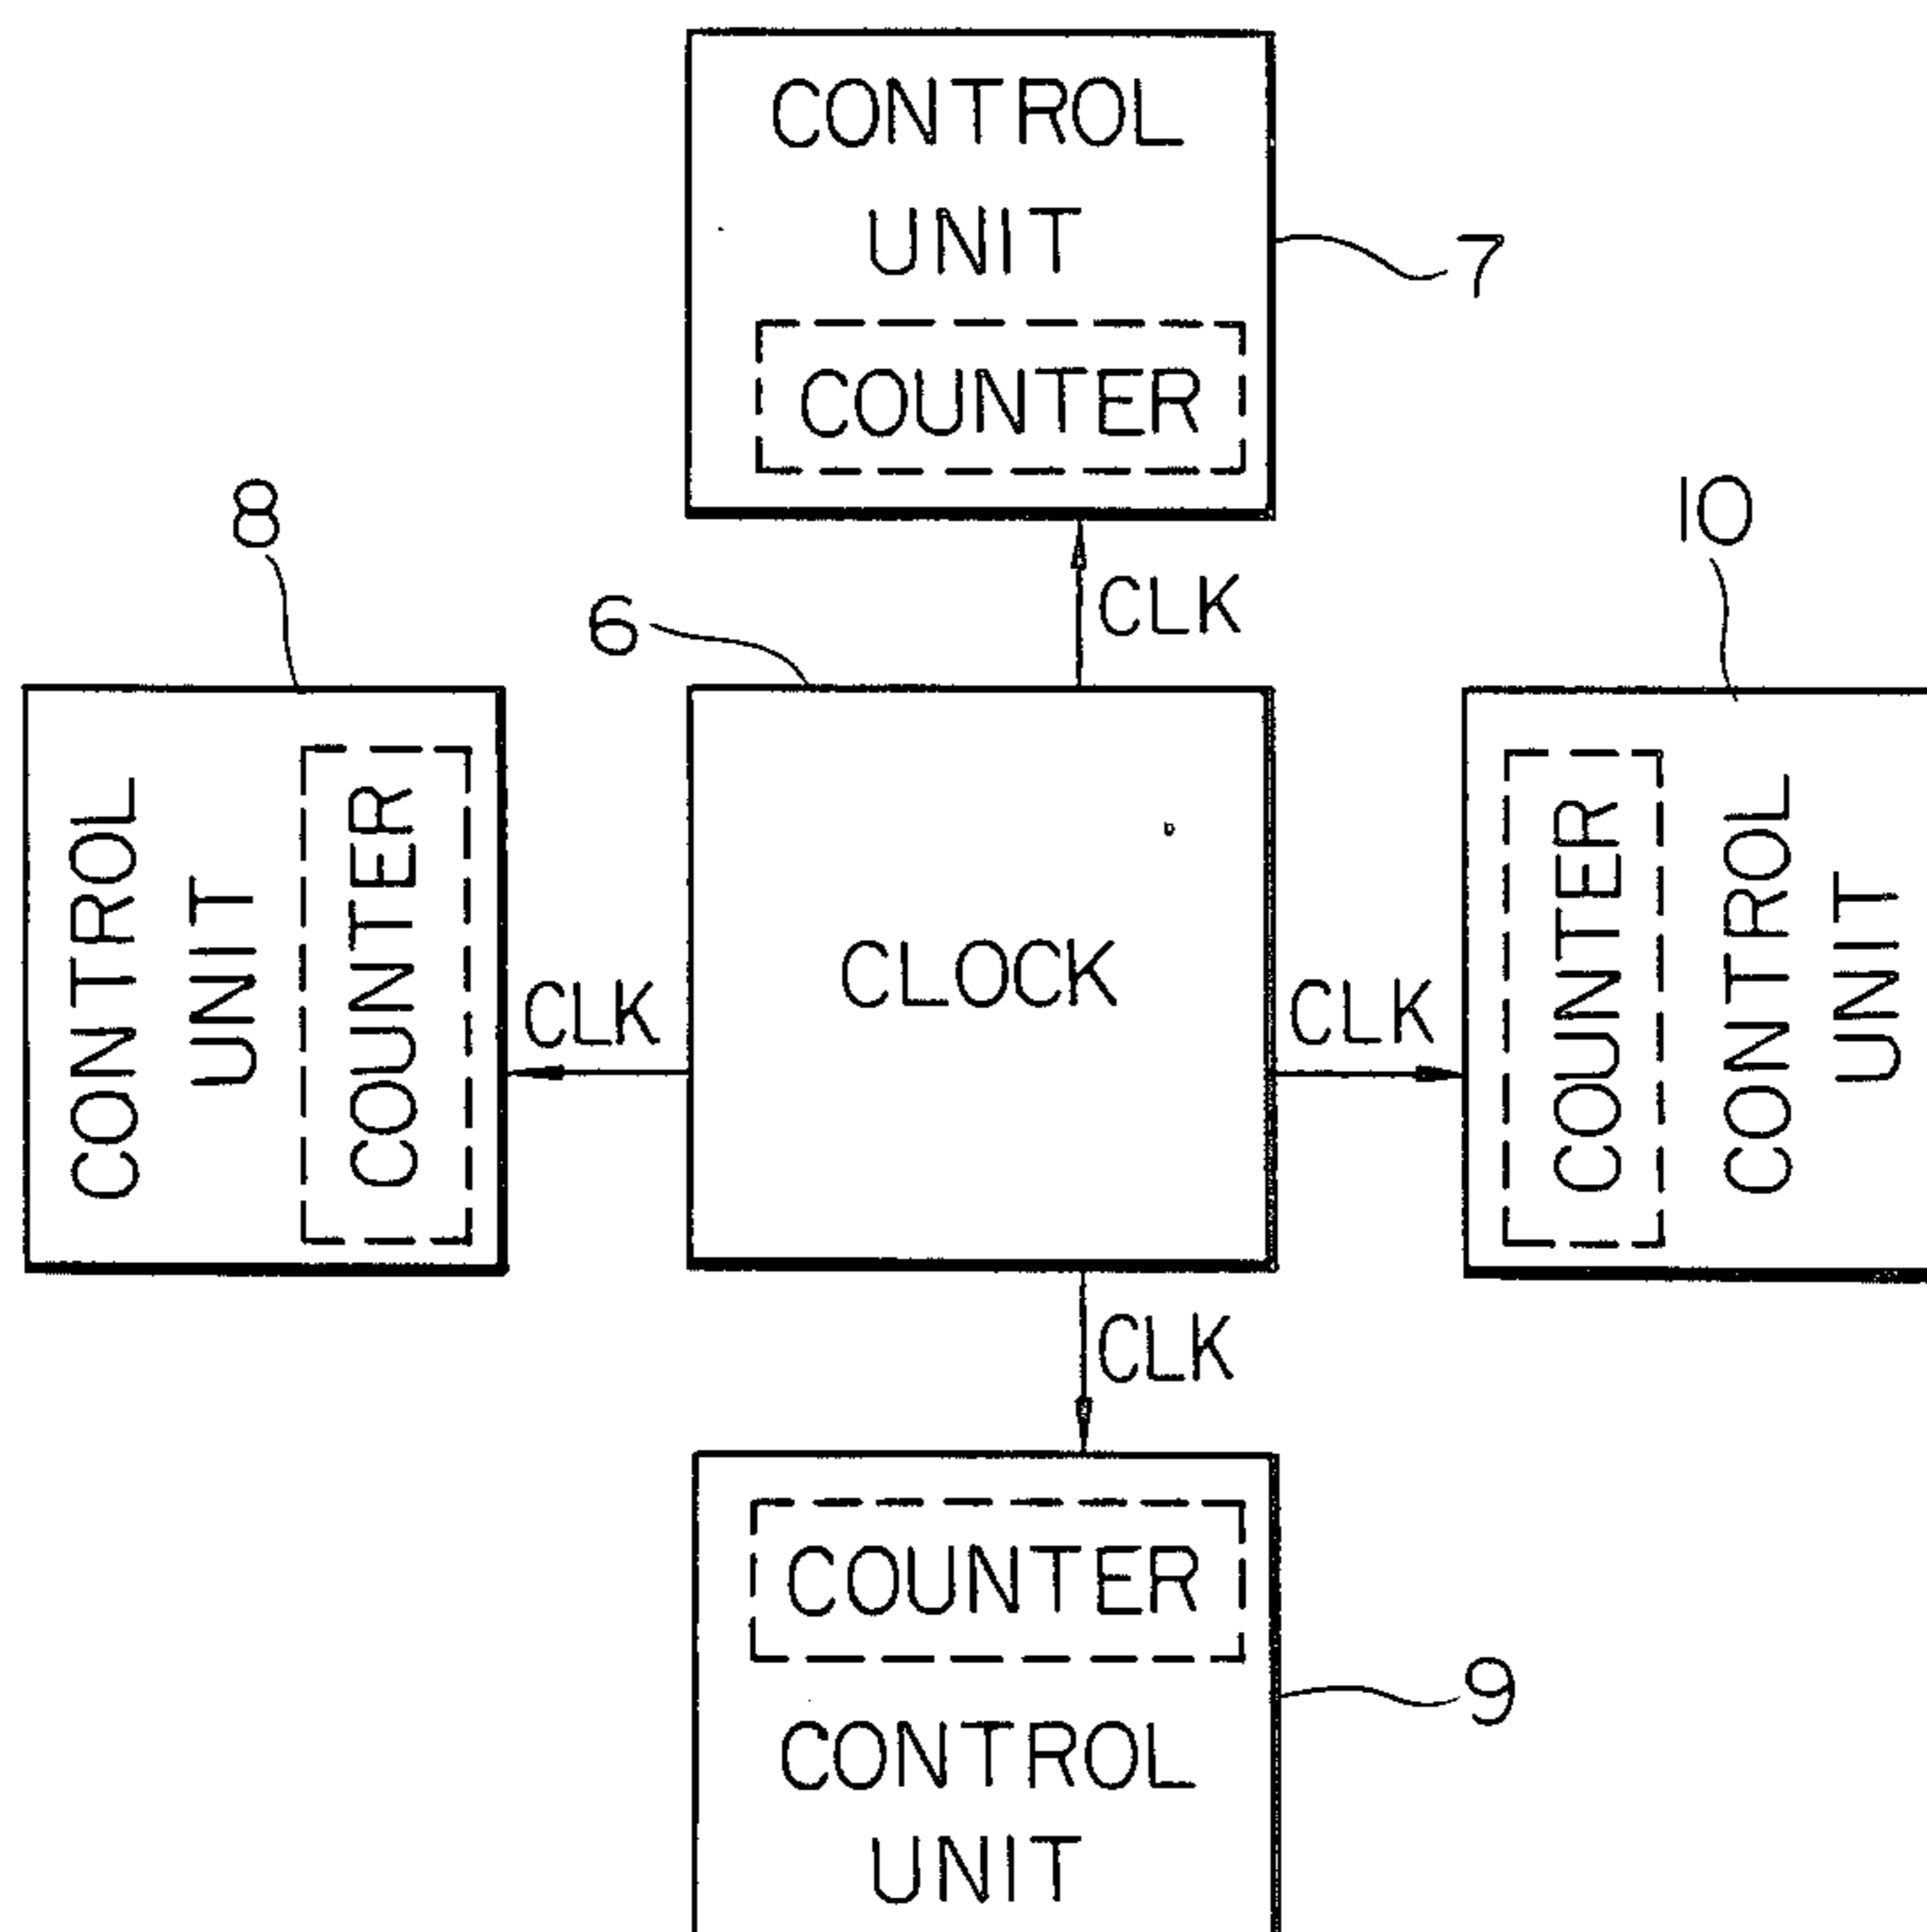 CONTROL
UNIT
7
COUNTER
8
10
CLK
6
CONTROL
UNIT
COUNTER
CLK
CLOCK
CLK
COUNTER
CONTROL
UNIT
CLK
COUNTER
9
CONTROL
UNIT